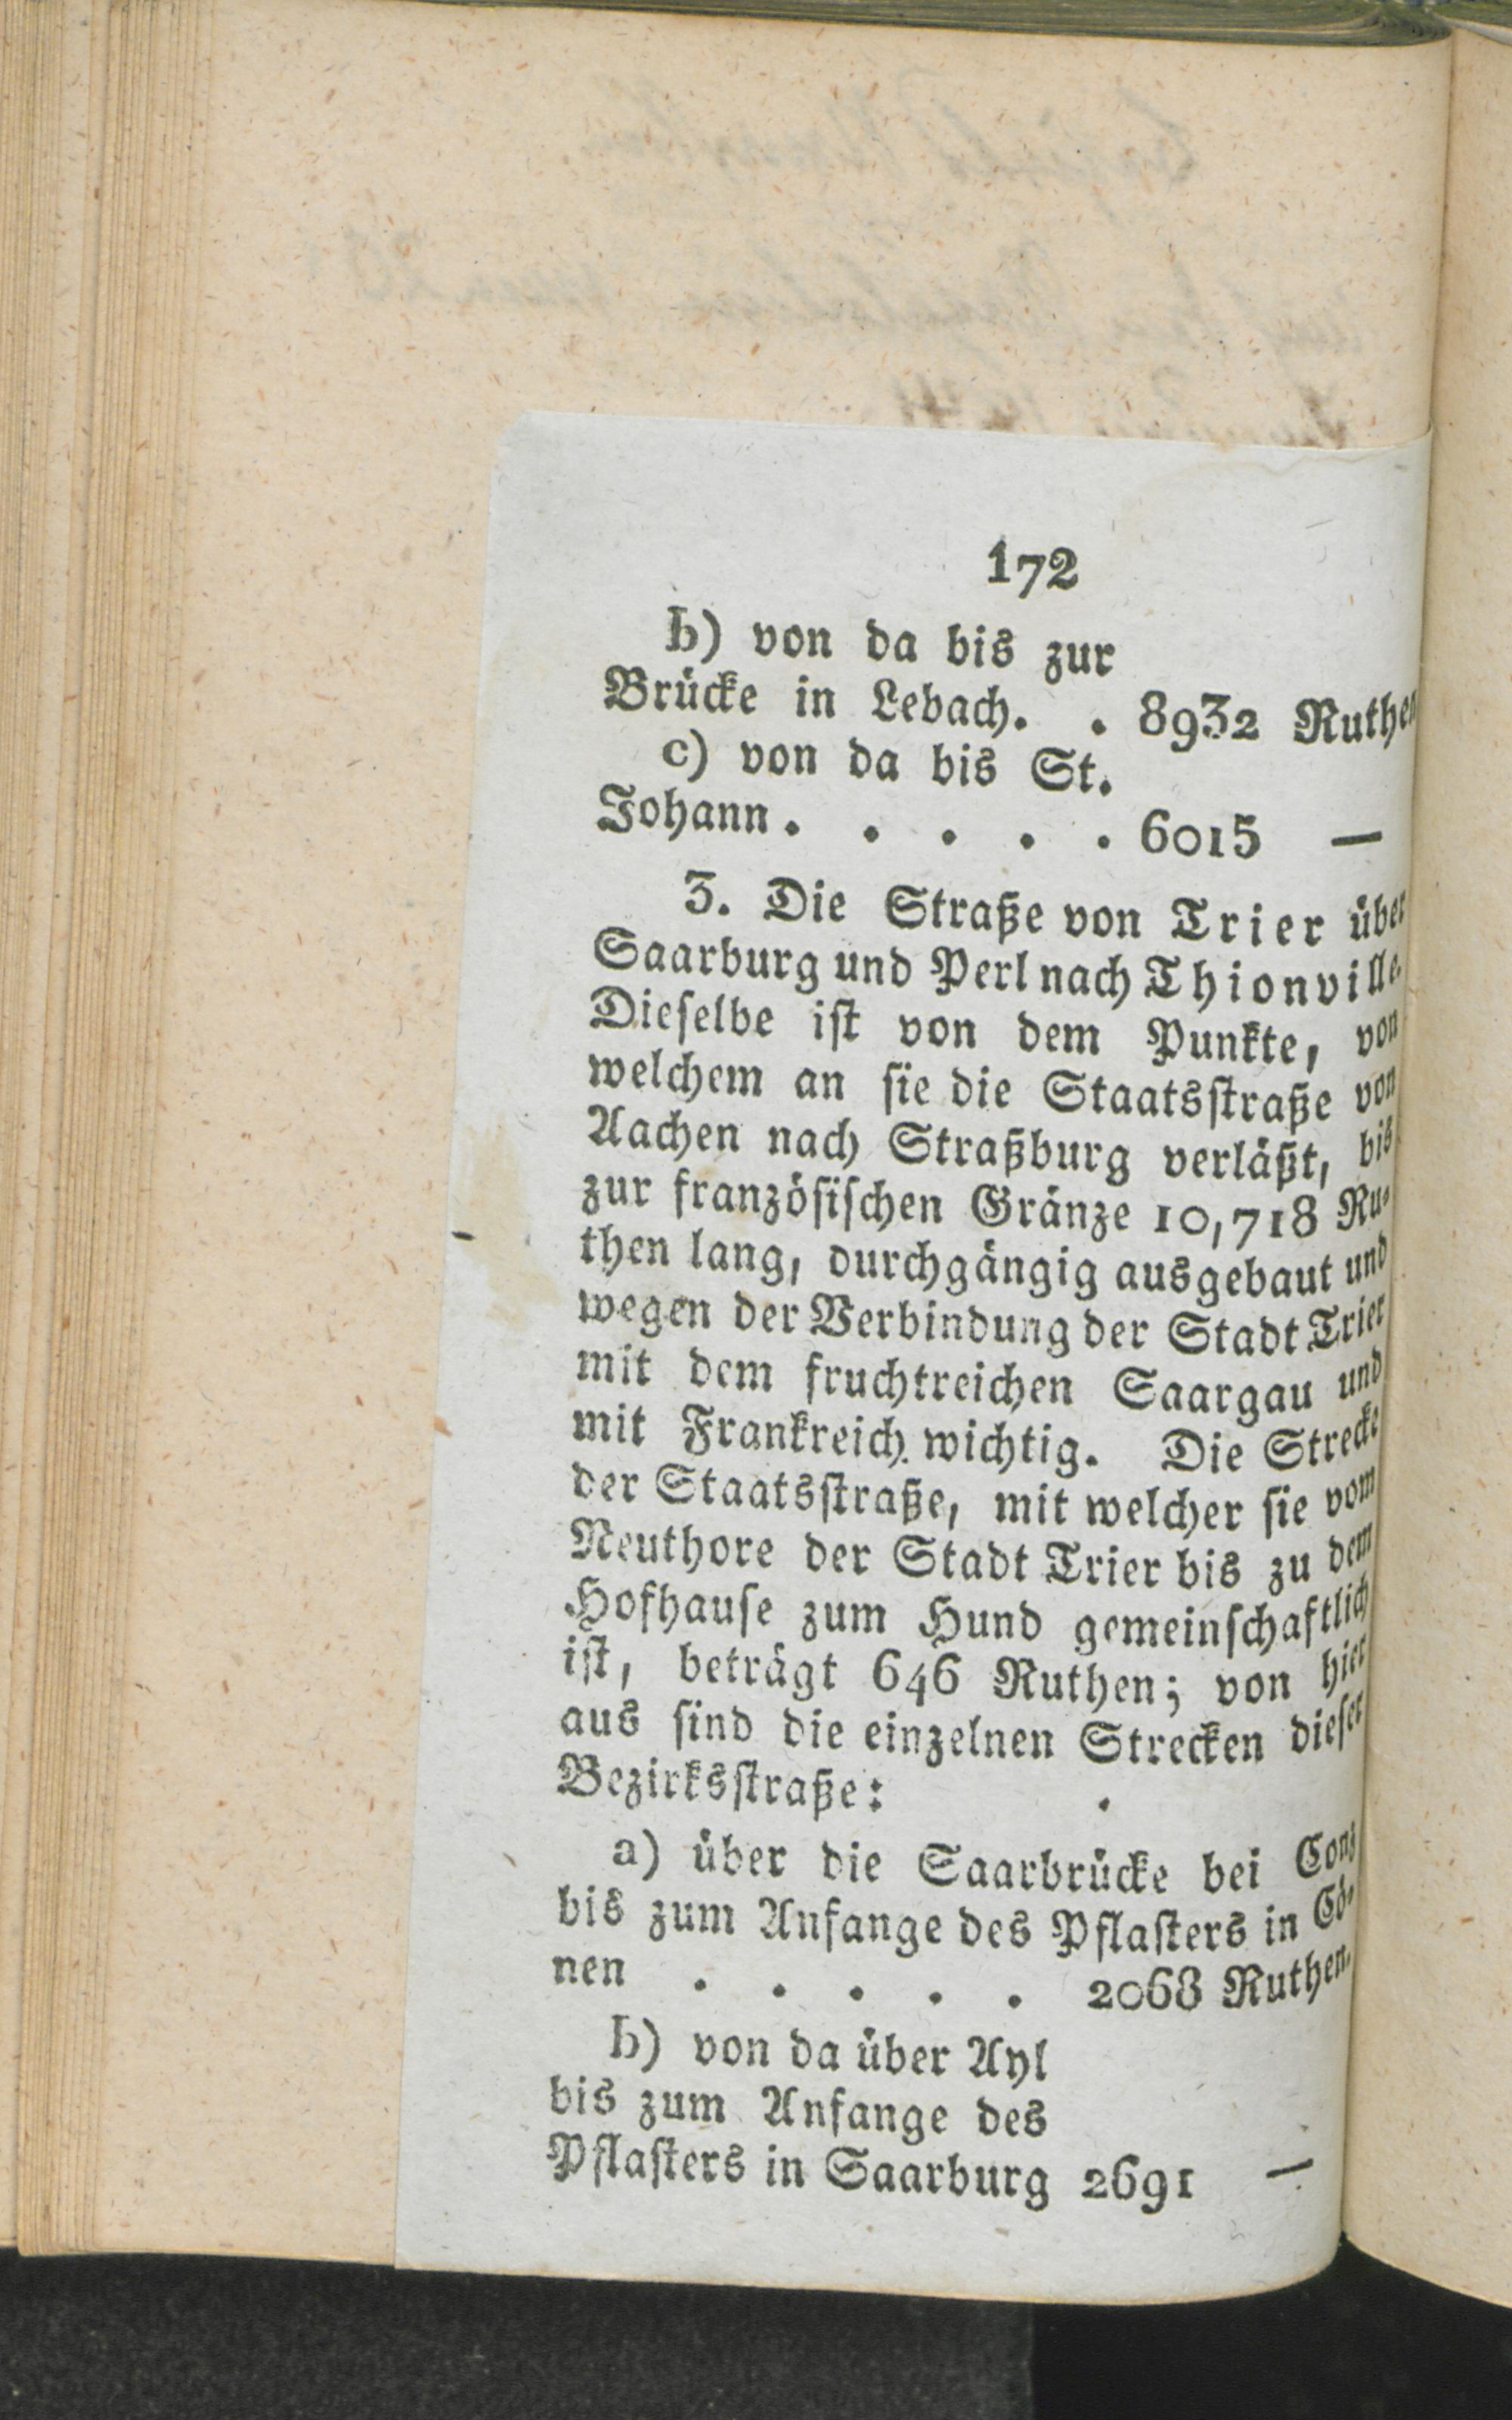 172
b) von da bis zur
Brücke in Lebach. . 8932 Ruthen
c) von da bis St.
Johann. . . . . 6015 —
3. Die Straße von Trier über
Saarburg und Perl nach Thionville.
Dieselbe ist von dem Punkte, von
welchem an sie die Staatsstraße von
Aachen nach Straßburg verläßt, bis
zur französischen Gränze 10,718 Ru-
then lang, durchgängig ausgebaut und
wegen der Verbindung der Stadt Trier
mit dem fruchtreichen Saargau und
mit Frankreich wichtig. Die Strecke
der Staatsstraße, mit welcher sie vom
Neuthore der Stadt Trier bis zu dem
Hofhause zum Hund gemeinschaftlich
ist, beträgt 646 Ruthen; von hier
aus sind die einzelnen Strecken dieser
Bezirksstraße:
a) über die Saarbrücke bei Conz
bis zum Anfange des Pflasters in Cö-
nen . . . . . 2068 Ruthen.
b) von da über Ayl
bis zum Anfange des
Pflasters in Saarburg 2691 —